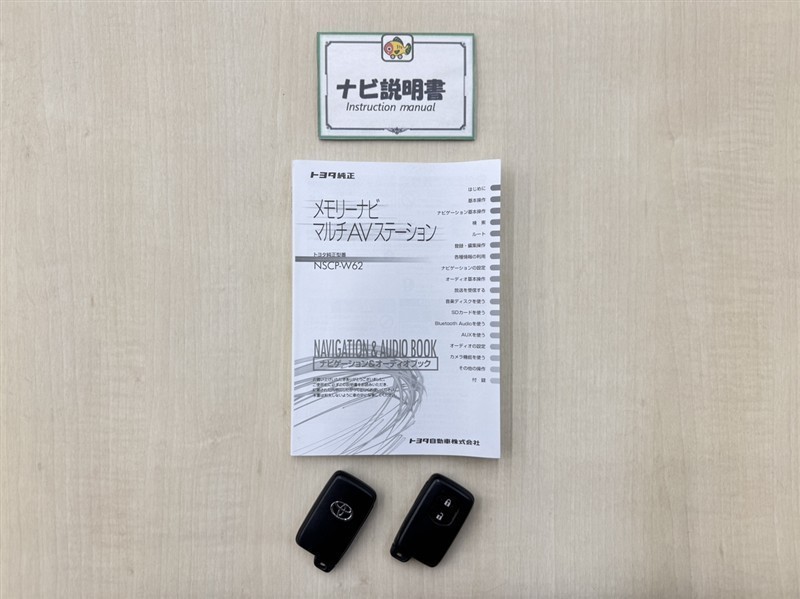 ナビ説明書
Instruction manual
トヨタ純正
メモリーナビ
マルチAVステーション
トヨタ純正型番
NSCP-W62
はじめに
基本操作
ナビゲーション基本操作
検 索
ルート
登録・編集操作
各種情報の利用
ナビゲーションの設定
オーディオ基本操作
放送を受信する
音楽ディスクを使う
SDカードを使う
Bluetooth Audioを使う
AUXを使う
オーディオの設定
カメラ機能を使う
その他の操作
付 録
NAVIGATION & AUDIO BOOK
ナビゲーション&オーディオブック
トヨタ自動車株式会社